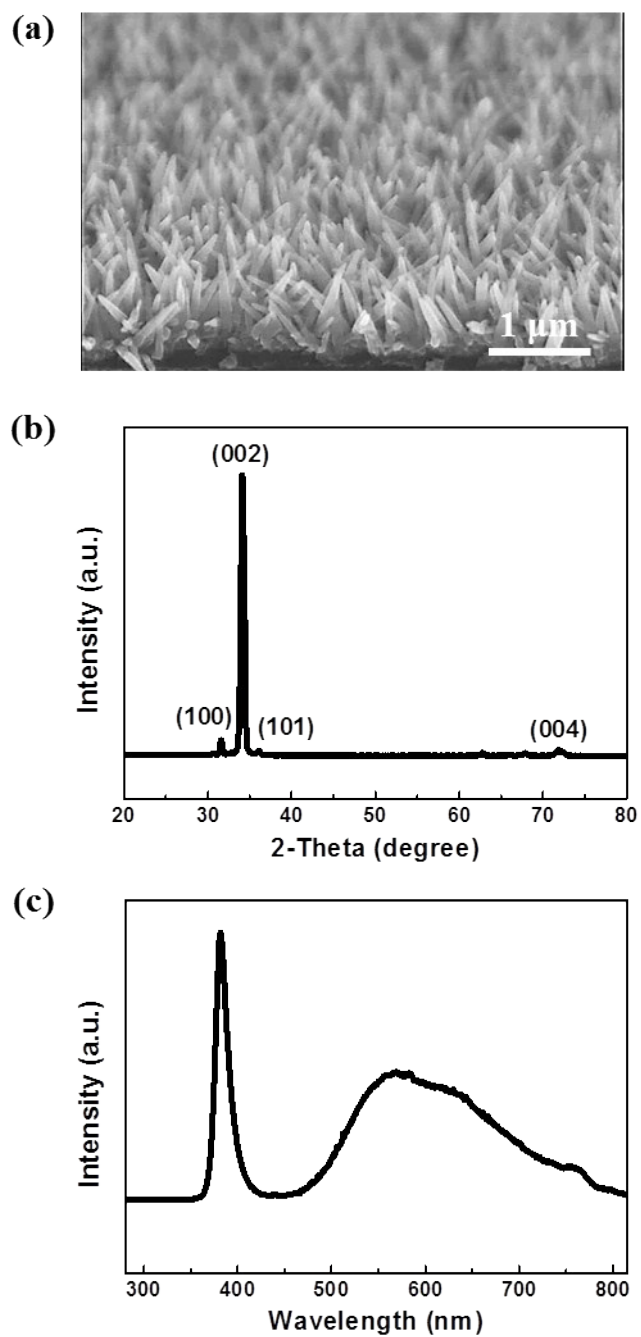 (a)
1 μm
(b)
(002)
(100)
(101)
(004)
Intensity (a.u.)
20 30 40 50 60 70 80
2-Theta (degree)
(c)
Intensity (a.u.)
300 400 500 600 700 800
Wavelength (nm)